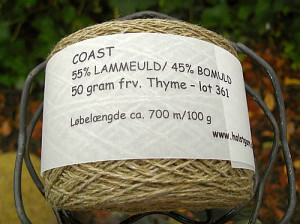 COAST
55% LAMMEULD/ 45% BOMULD
50 gram frv. Thyme - lot 361
Løbelængde ca. 700 m/100 g